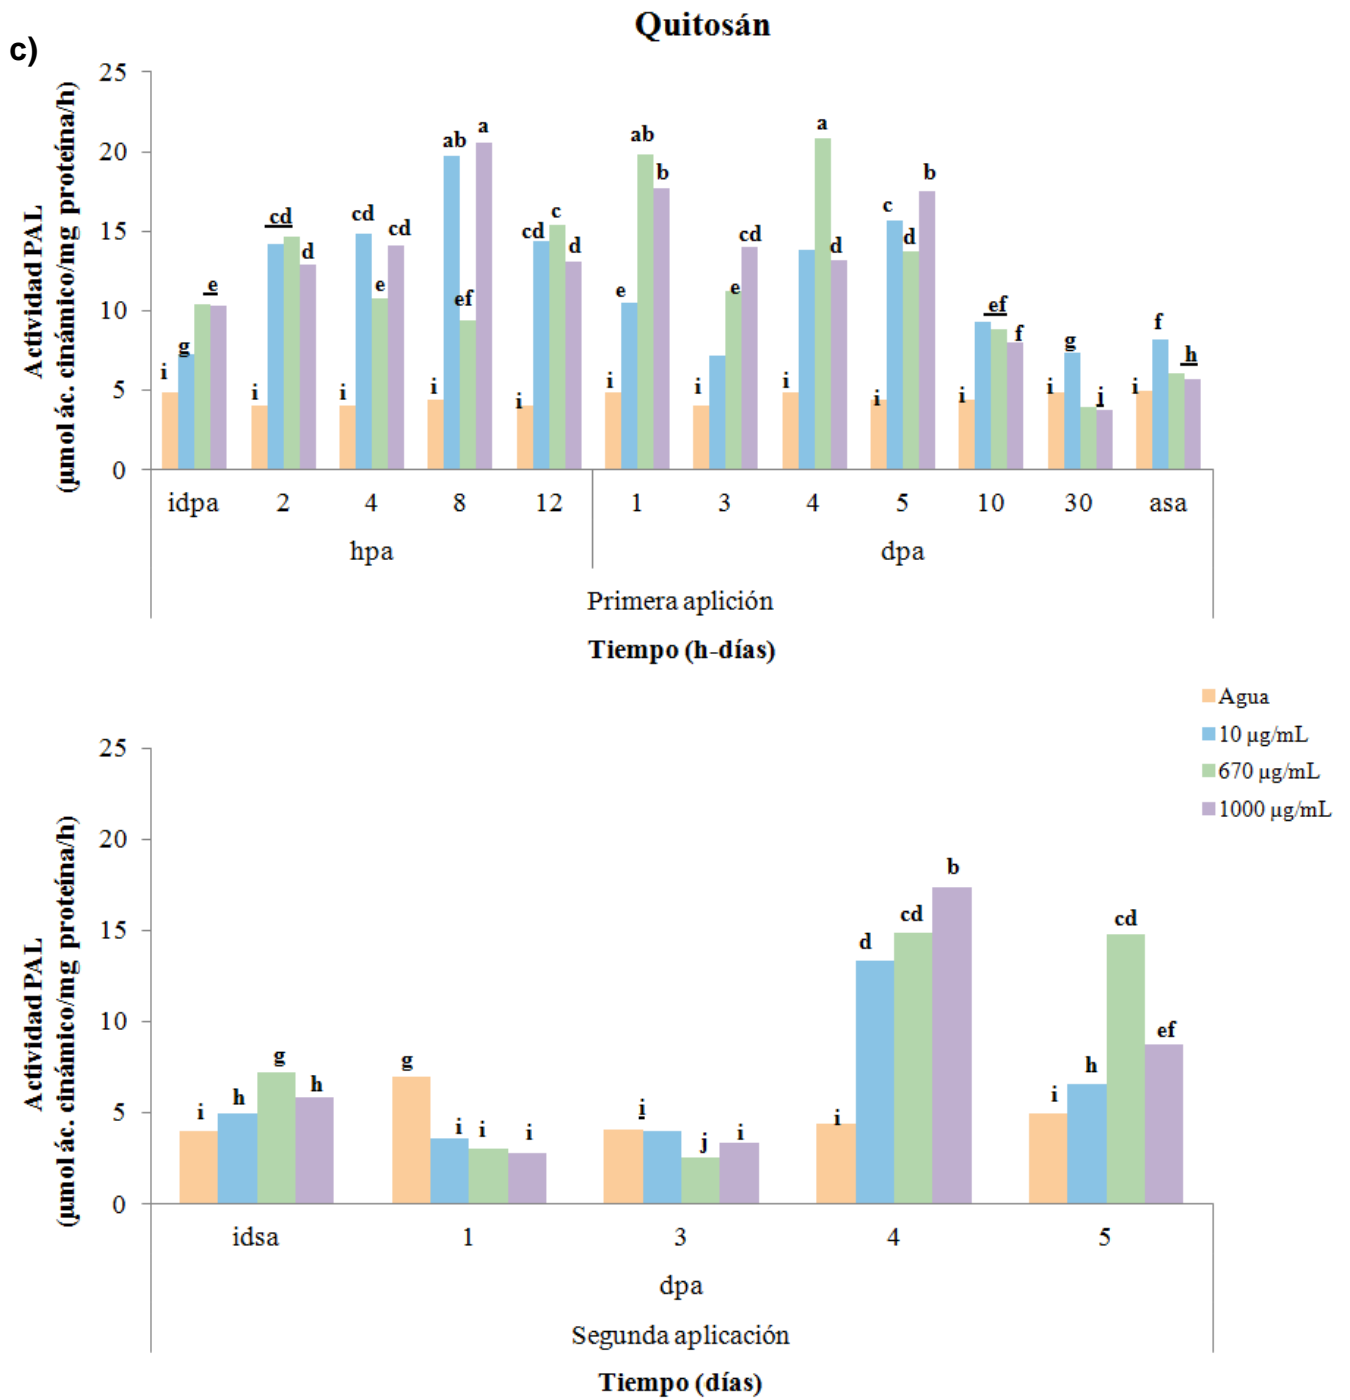 Quitosán
c)
Actividad PAL
(µmol ác. cinámico/mg proteína/h)
25
20
15
10
5
0
i g e
i cd d
i cd e cd
i ab ef a
i cd c d
i e ab b
e cd
i a d
i c d b
i ef f
i g j
i f h
idpa 2 4 8 12 1 3 4 5 10 30 asa
hpa dpa
Primera aplición
Tiempo (h-días)
Agua
10 µg/mL
670 µg/mL
1000 µg/mL
Actividad PAL
(µmol ác. cinámico/mg proteína/h)
25
20
15
10
5
0
i h g h
g i i i
i j i
i d cd b
i h cd ef
idsa 1 3 4 5
dpa
Segunda aplicación
Tiempo (días)